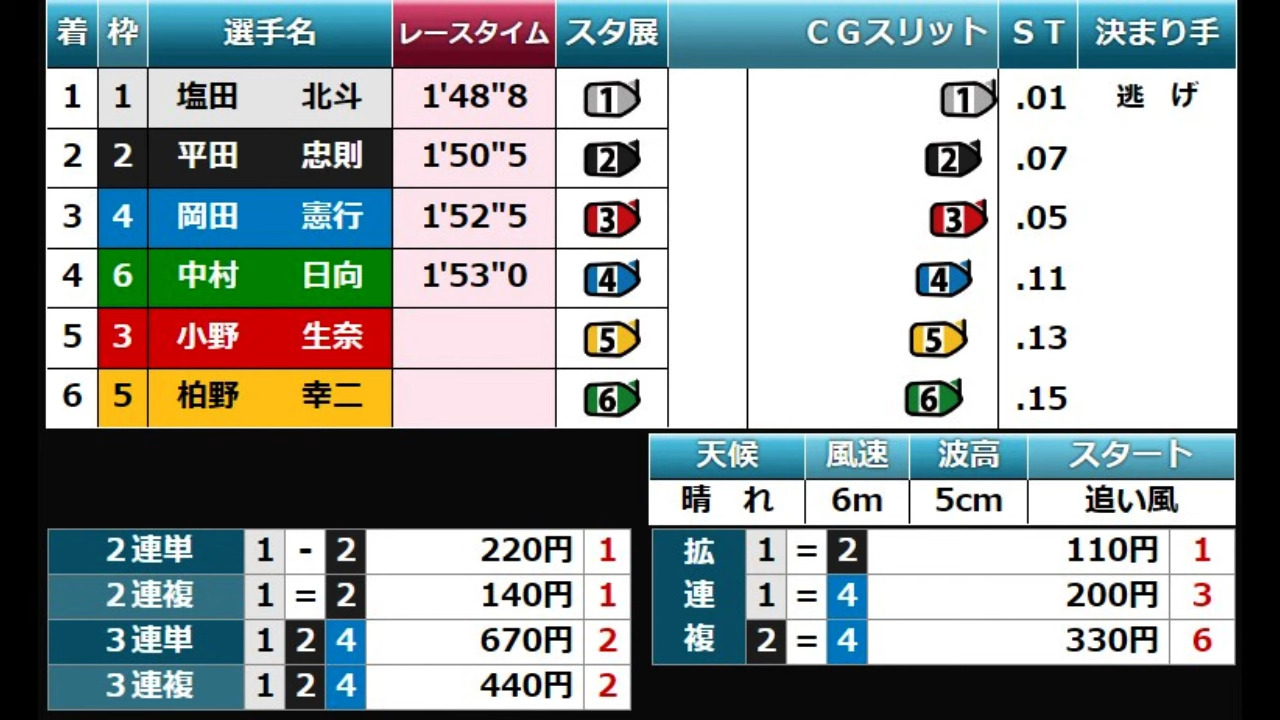 着 枠 選手名 レースタイム スタ展 CGスリット ST 決まり手
1 1 塩田 北斗 1'48"8 1 1 .01 逃げ
2 2 平田 忠則 1'50"5 2 2 .07
3 4 岡田 憲行 1'52"5 3 3 .05
4 6 中村 日向 1'53"0 4 4 .11
5 3 小野 生奈 5 5 .13
6 5 柏野 幸二 6 6 .15
天候 風速 波高 スタート
晴れ 6m 5cm 追い風
2連単 1 - 2 220円 1
2連複 1 = 2 140円 1
3連単 1 2 4 670円 2
3連複 1 2 4 440円 2
拡 1 = 2 110円 1
連 1 = 4 200円 3
複 2 = 4 330円 6